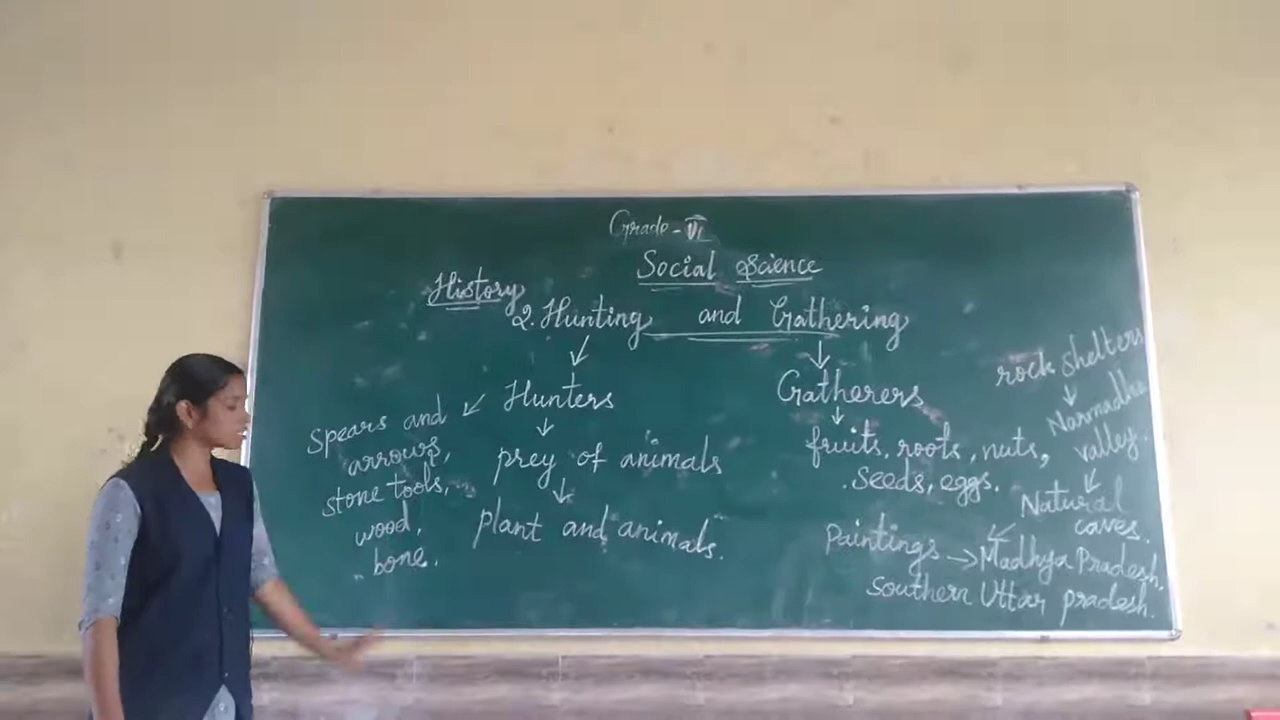 Grade - VI
Social Science
History
2. Hunting and Gathering
Hunters
Spears and
arrows,
stone tools,
wood,
bone.
prey of animals
plant and animals.
Gatherers
fruits, roots, nuts,
seeds, eggs.
rock shelters
Narmadha
valley.
Natural
caves.
Paintings → Madhya Pradesh,
Southern Uttar pradesh.